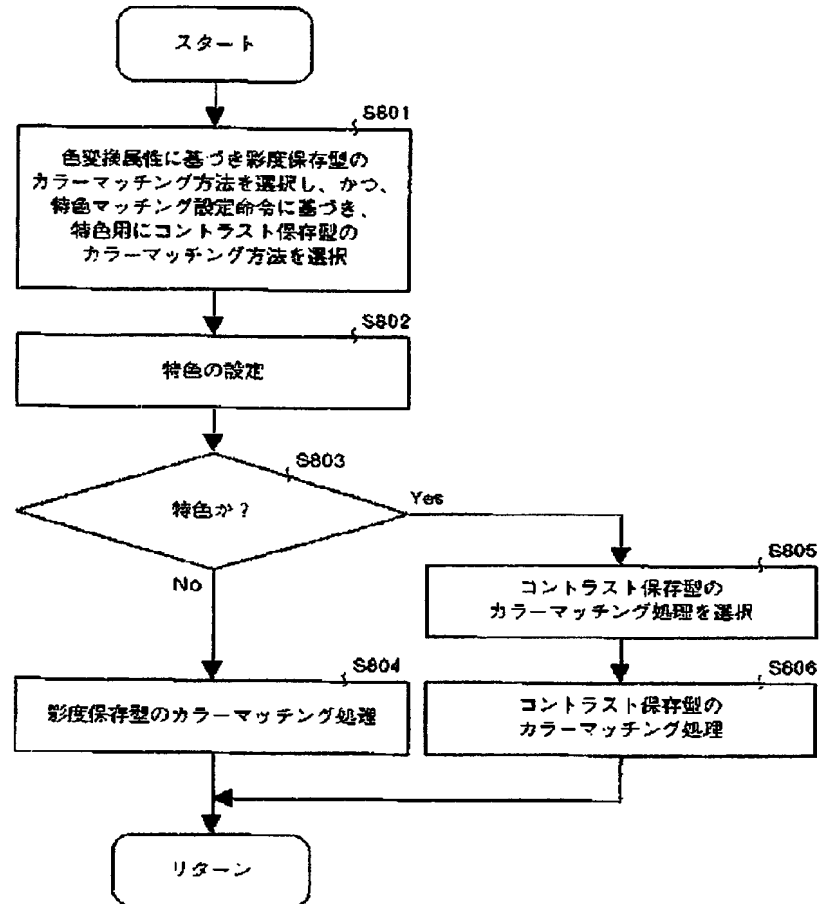 スタート
S801
色変換属性に基づき彩度保存型の
カラーマッチング方法を選択し、かつ、
特色マッチング設定命令に基づき、
特色用にコントラスト保存型の
カラーマッチング方法を選択
S802
特色の設定
S803
特色か？
Yes
No
S805
コントラスト保存型の
カラーマッチング処理を選択
S804
彩度保存型のカラーマッチング処理
S806
コントラスト保存型の
カラーマッチング処理
リターン